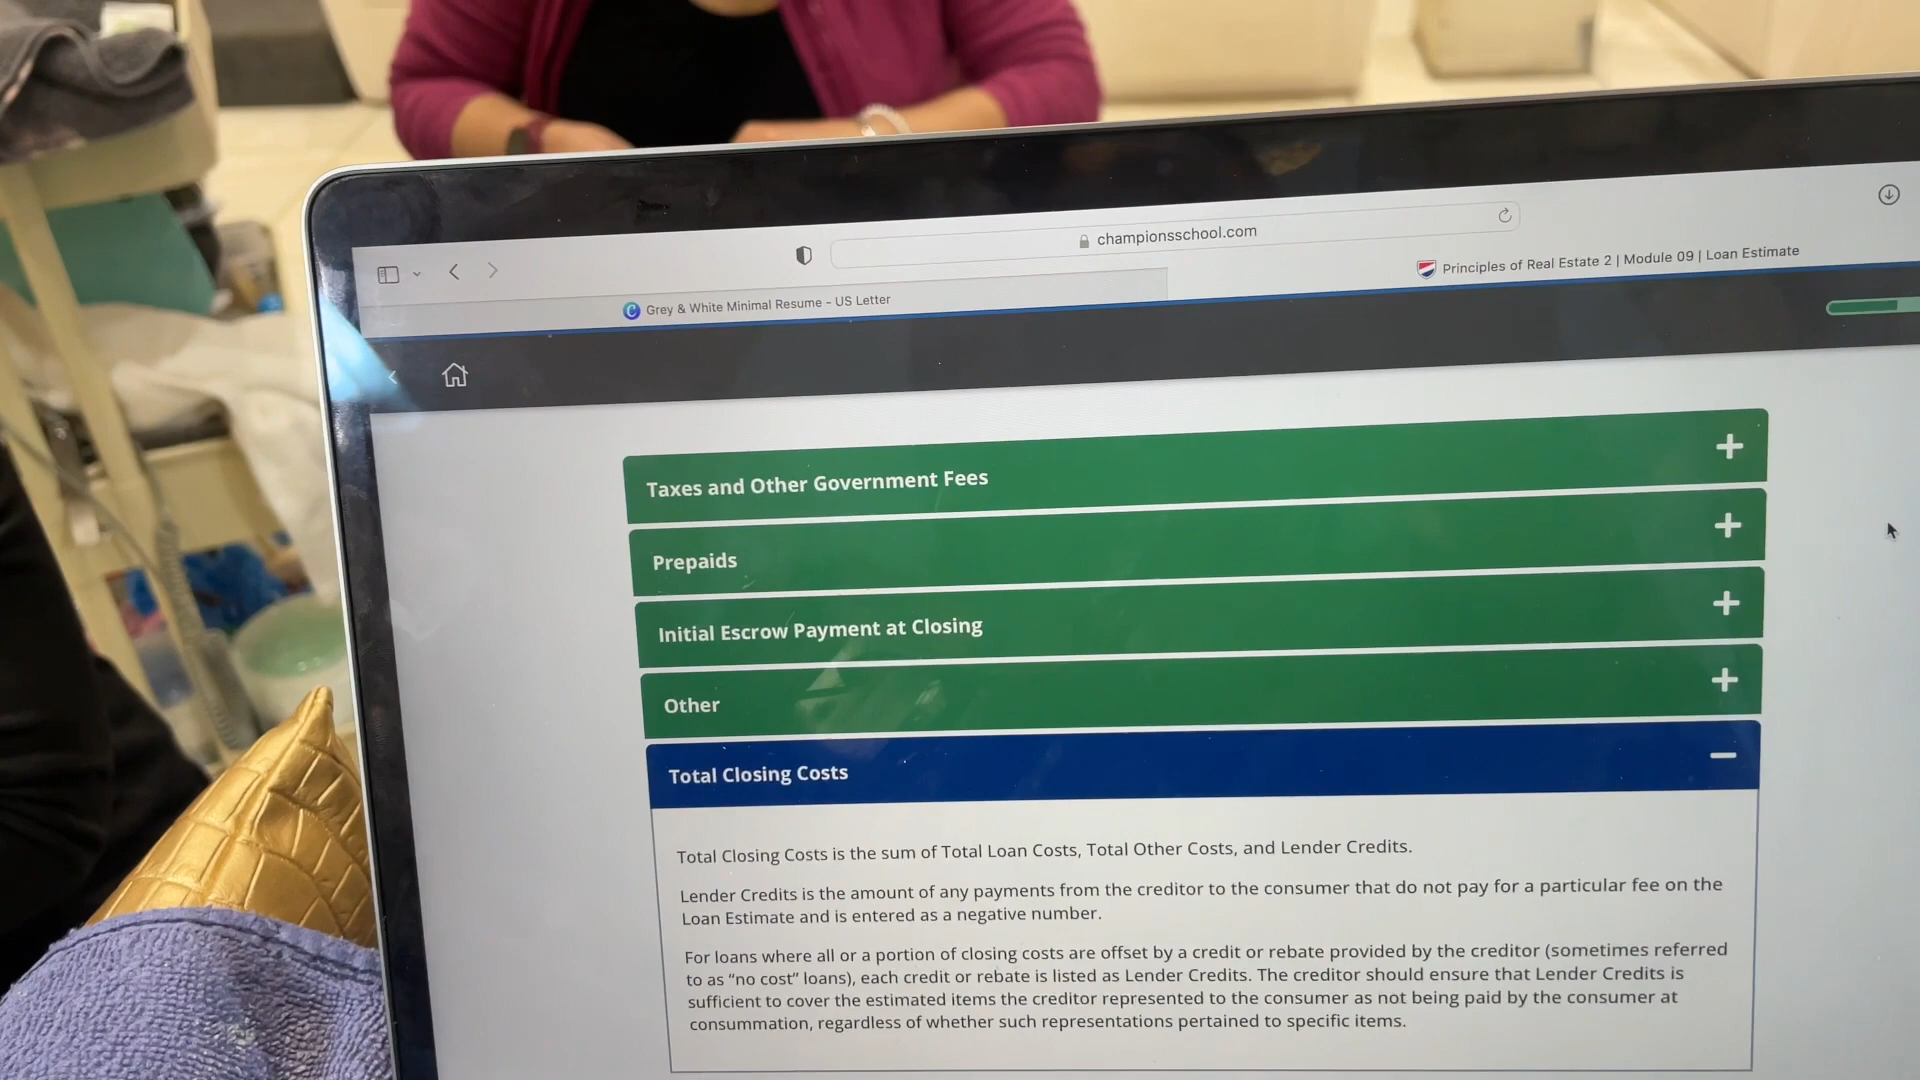 championsschool.com
Grey & White Minimal Resume - US Letter
Principles of Real Estate 2 | Module 09 | Loan Estimate
Taxes and Other Government Fees
Prepaids
Initial Escrow Payment at Closing
Other
Total Closing Costs
Total Closing Costs is the sum of Total Loan Costs, Total Other Costs, and Lender Credits.
Lender Credits is the amount of any payments from the creditor to the consumer that do not pay for a particular fee on the
Loan Estimate and is entered as a negative number.
For loans where all or a portion of closing costs are offset by a credit or rebate provided by the creditor (sometimes referred
to as “no cost” loans), each credit or rebate is listed as Lender Credits. The creditor should ensure that Lender Credits is
sufficient to cover the estimated items the creditor represented to the consumer as not being paid by the consumer at
consummation, regardless of whether such representations pertained to specific items.